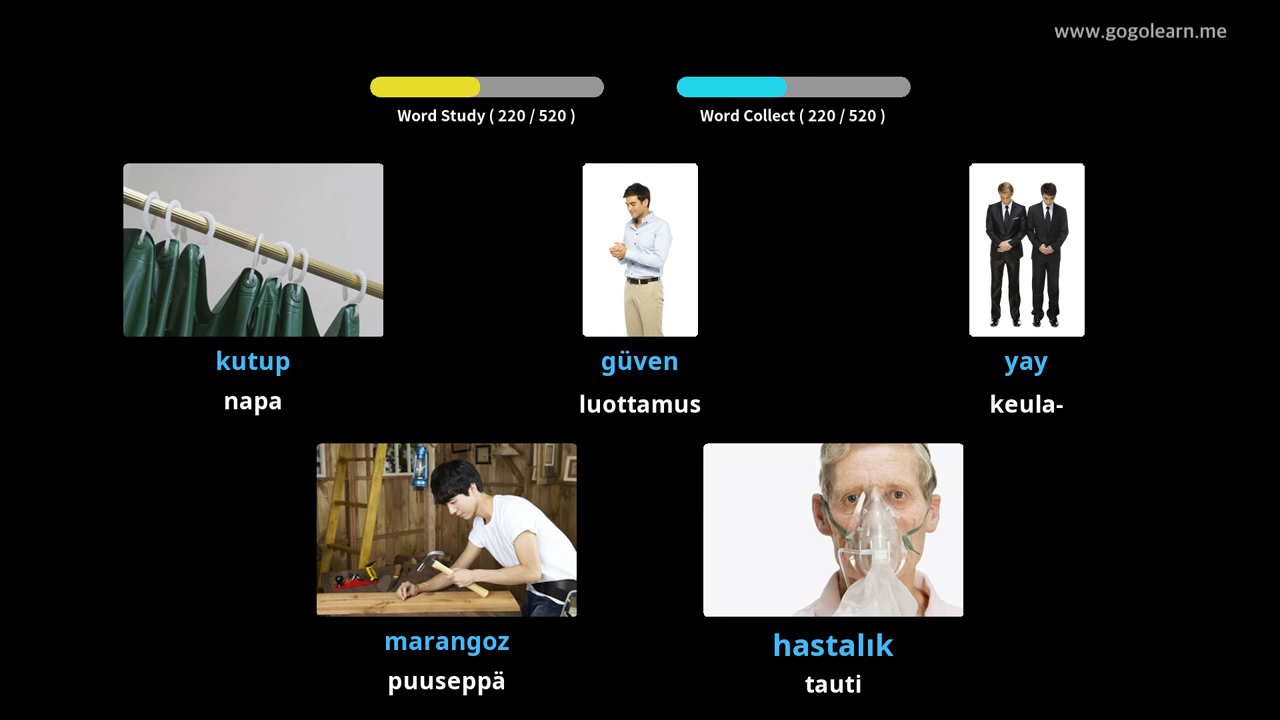 www.gogolearn.me
Word Study ( 220 / 520 )
Word Collect ( 220 / 520 )
kutup
napa
güven
luottamus
yay
keula-
marangoz
puuseppä
hastalık
tauti